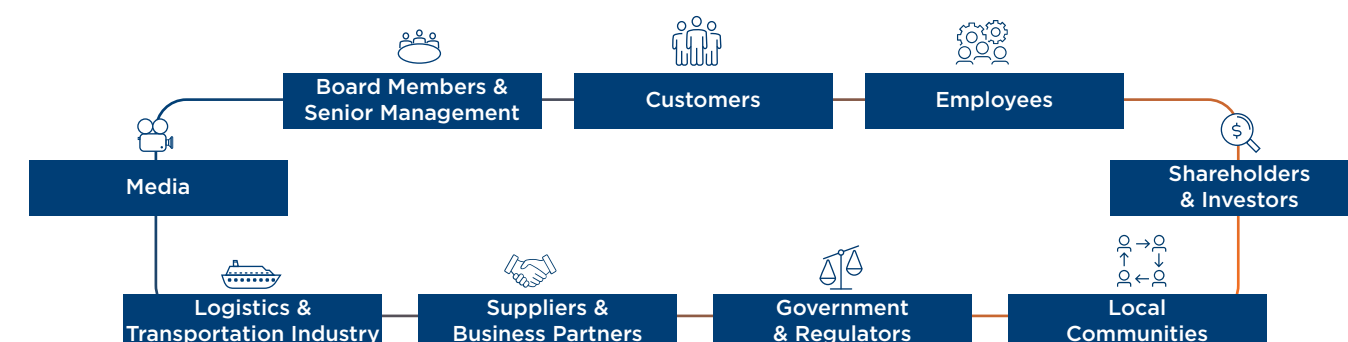 Board Members &
Senior Management
Customers
Employees
$
Media
Shareholders
& Investors
Logistics &
Transportation Industry
Suppliers &
Business Partners
Government
& Regulators
Local
Communities